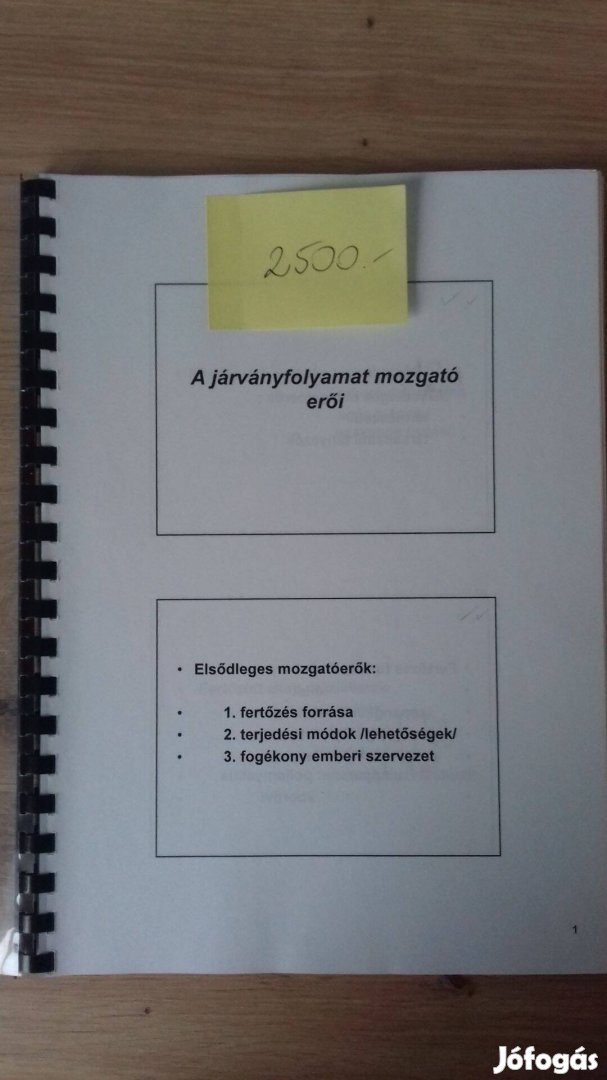 2500.-
A járványfolyamat mozgató
erői
• Elsődleges mozgatóerők:
• 1. fertőzés forrása
• 2. terjedési módok /lehetőségek/
• 3. fogékony emberi szervezet
1
Jófogás